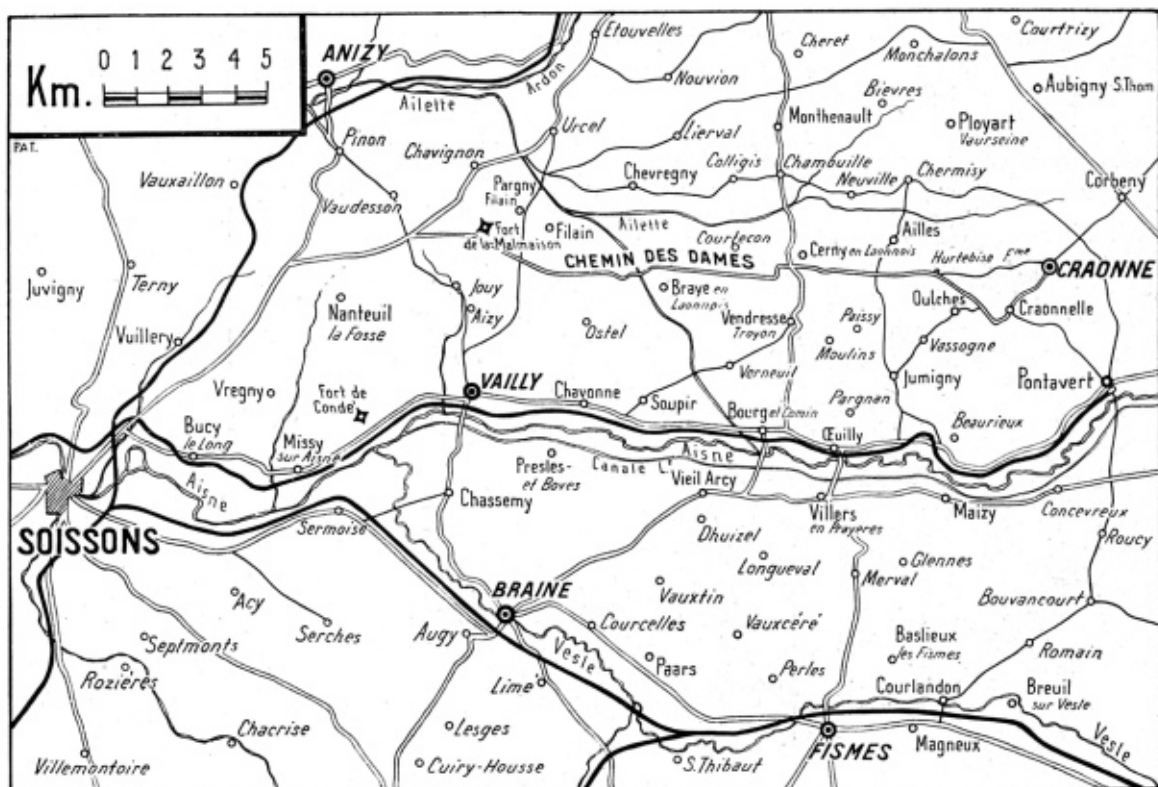 Km.
0 1 2 3 4 5
PAT.
ANIZY
Etouvelles
Cheret
Monchalons
Courtrizy
Nouvion
Ardon
Ailette
Bièvres
Aubigny S. Thom
Pinon
Urcel
Lierval
Monthenault
Ployart
Vaurseine
Chavignon
Vauxaillon
Vaudesson
Pargny
Filain
Chevregny
Colligis
Chamouille
Neuville
Chermisy
Corbeny
Fort
de la Malmaison
Filain
Ailette
Courtecon
Ailles
CHEMIN DES DAMES
Cerny en Laonnois
Hurtebise Fme
CRAONNE
Juvigny
Terny
Jouy
Nanteuil
la Fosse
Aizy
Braye en
Laonnois
Ostel
Vendresse
Troyon
Paissy
Oulches
Craonnelle
Vuillery
Moulins
Vassogne
Verneuil
Jumigny
Pontavert
Vregny
Fort de
Condé
VAILLY
Chavonne
Soupir
Bourg et Comin
Pargnan
Beaurieux
Bucy
le Long
Missy
sur Aisne
Œuilly
Aisne
Canale L.
Presles-
et Boves
Aisne
Vieil Arcy
Chassemy
Villers
en Prayères
Maizy
Concevreux
SOISSONS
Sermoise
Dhuizel
Longueval
Glennes
Merval
Roucy
Acy
Serches
BRAINE
Vauxtin
Bouvancourt
Septmonts
Augy
Courcelles
Vauxcéré
Baslieux
les Fismes
Romain
Rozières
Vesle
Paars
Perles
Limé
Courlandon
Breuil
sur Vesle
Chacrise
Lesges
Villemontoire
Cuiry-Housse
S. Thibaut
FISMES
Magneux
Vesle